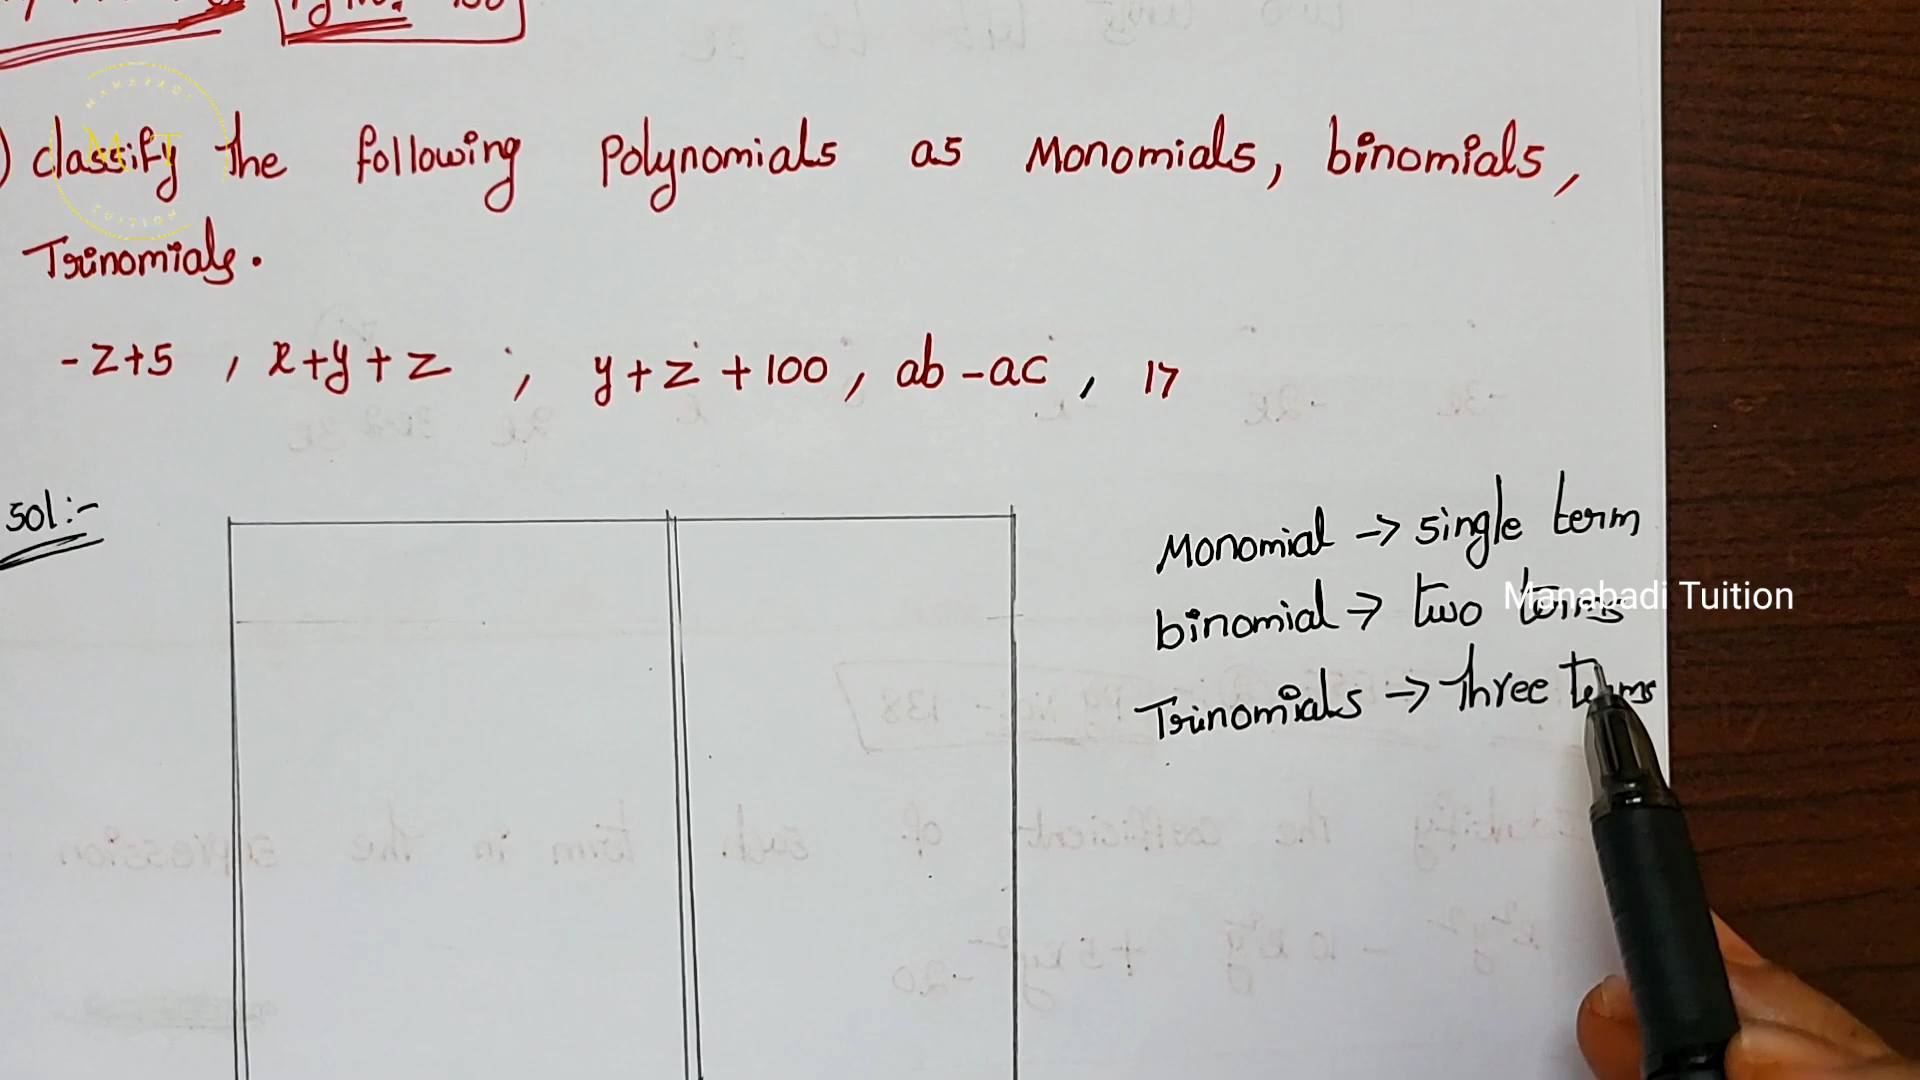 classify the following Polynomials as Monomials, binomials,
Trinomials.
-z+5 , x+y+z , y+z+100, ab-ac, 17
Sol:-
Monomial → single term
binomial → two terms
Manabadi Tuition
Trinomials → Three terms